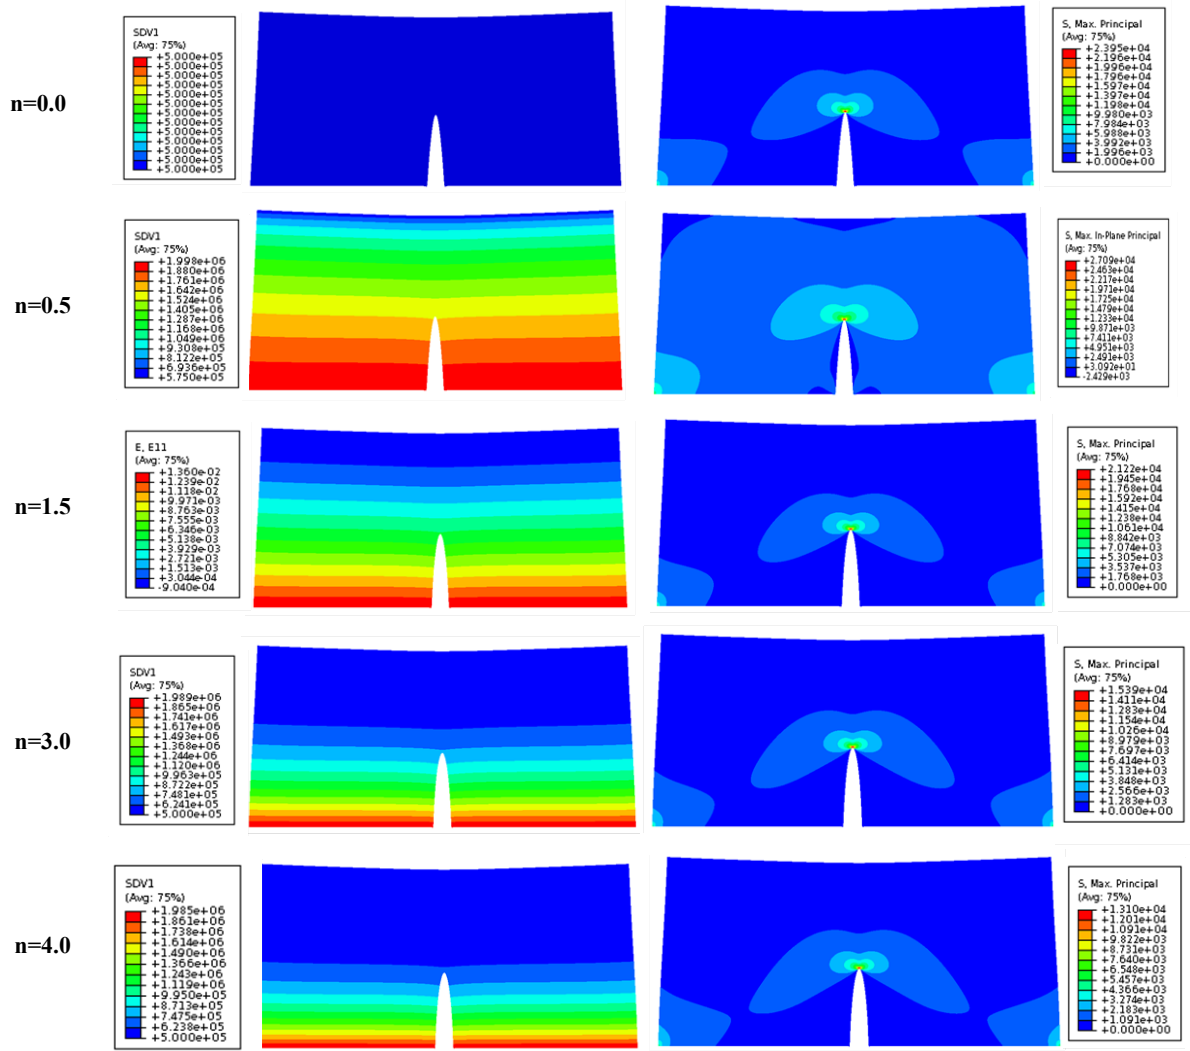 n=0.0
SDV1
(Avg: 75%)
+5.000e+05
+5.000e+05
+5.000e+05
+5.000e+05
+5.000e+05
+5.000e+05
+5.000e+05
+5.000e+05
+5.000e+05
+5.000e+05
+5.000e+05
+5.000e+05
+5.000e+05
S, Max. Principal
(Avg: 75%)
+2.395e+04
+2.196e+04
+1.996e+04
+1.796e+04
+1.597e+04
+1.397e+04
+1.198e+04
+9.980e+03
+7.984e+03
+5.988e+03
+3.992e+03
+1.996e+03
+0.000e+00
n=0.5
SDV1
(Avg: 75%)
+1.998e+06
+1.880e+06
+1.761e+06
+1.642e+06
+1.524e+06
+1.405e+06
+1.287e+06
+1.168e+06
+1.049e+06
+9.308e+05
+8.122e+05
+6.936e+05
+5.750e+05
S, Max. In-Plane Principal
(Avg: 75%)
+2.709e+04
+2.463e+04
+2.217e+04
+1.971e+04
+1.725e+04
+1.479e+04
+1.233e+04
+9.871e+03
+7.411e+03
+4.951e+03
+2.491e+03
+3.092e+01
-2.429e+03
n=1.5
E, E11
(Avg: 75%)
+1.360e-02
+1.239e-02
+1.118e-02
+9.971e-03
+8.763e-03
+7.555e-03
+6.346e-03
+5.138e-03
+3.929e-03
+2.721e-03
+1.513e-03
+3.044e-04
-9.040e-04
S, Max. Principal
(Avg: 75%)
+2.122e+04
+1.945e+04
+1.768e+04
+1.592e+04
+1.415e+04
+1.238e+04
+1.061e+04
+8.842e+03
+7.074e+03
+5.305e+03
+3.537e+03
+1.768e+03
+0.000e+00
n=3.0
SDV1
(Avg: 75%)
+1.989e+06
+1.865e+06
+1.741e+06
+1.617e+06
+1.493e+06
+1.368e+06
+1.244e+06
+1.120e+06
+9.963e+05
+8.722e+05
+7.481e+05
+6.241e+05
+5.000e+05
S, Max. Principal
(Avg: 75%)
+1.539e+04
+1.411e+04
+1.283e+04
+1.154e+04
+1.026e+04
+8.979e+03
+7.697e+03
+6.414e+03
+5.131e+03
+3.848e+03
+2.566e+03
+1.283e+03
+0.000e+00
n=4.0
SDV1
(Avg: 75%)
+1.985e+06
+1.861e+06
+1.738e+06
+1.614e+06
+1.490e+06
+1.366e+06
+1.243e+06
+1.119e+06
+9.950e+05
+8.713e+05
+7.475e+05
+6.238e+05
+5.000e+05
S, Max. Principal
(Avg: 75%)
+1.310e+04
+1.201e+04
+1.091e+04
+9.822e+03
+8.731e+03
+7.640e+03
+6.548e+03
+5.457e+03
+4.366e+03
+3.274e+03
+2.183e+03
+1.091e+03
+0.000e+00